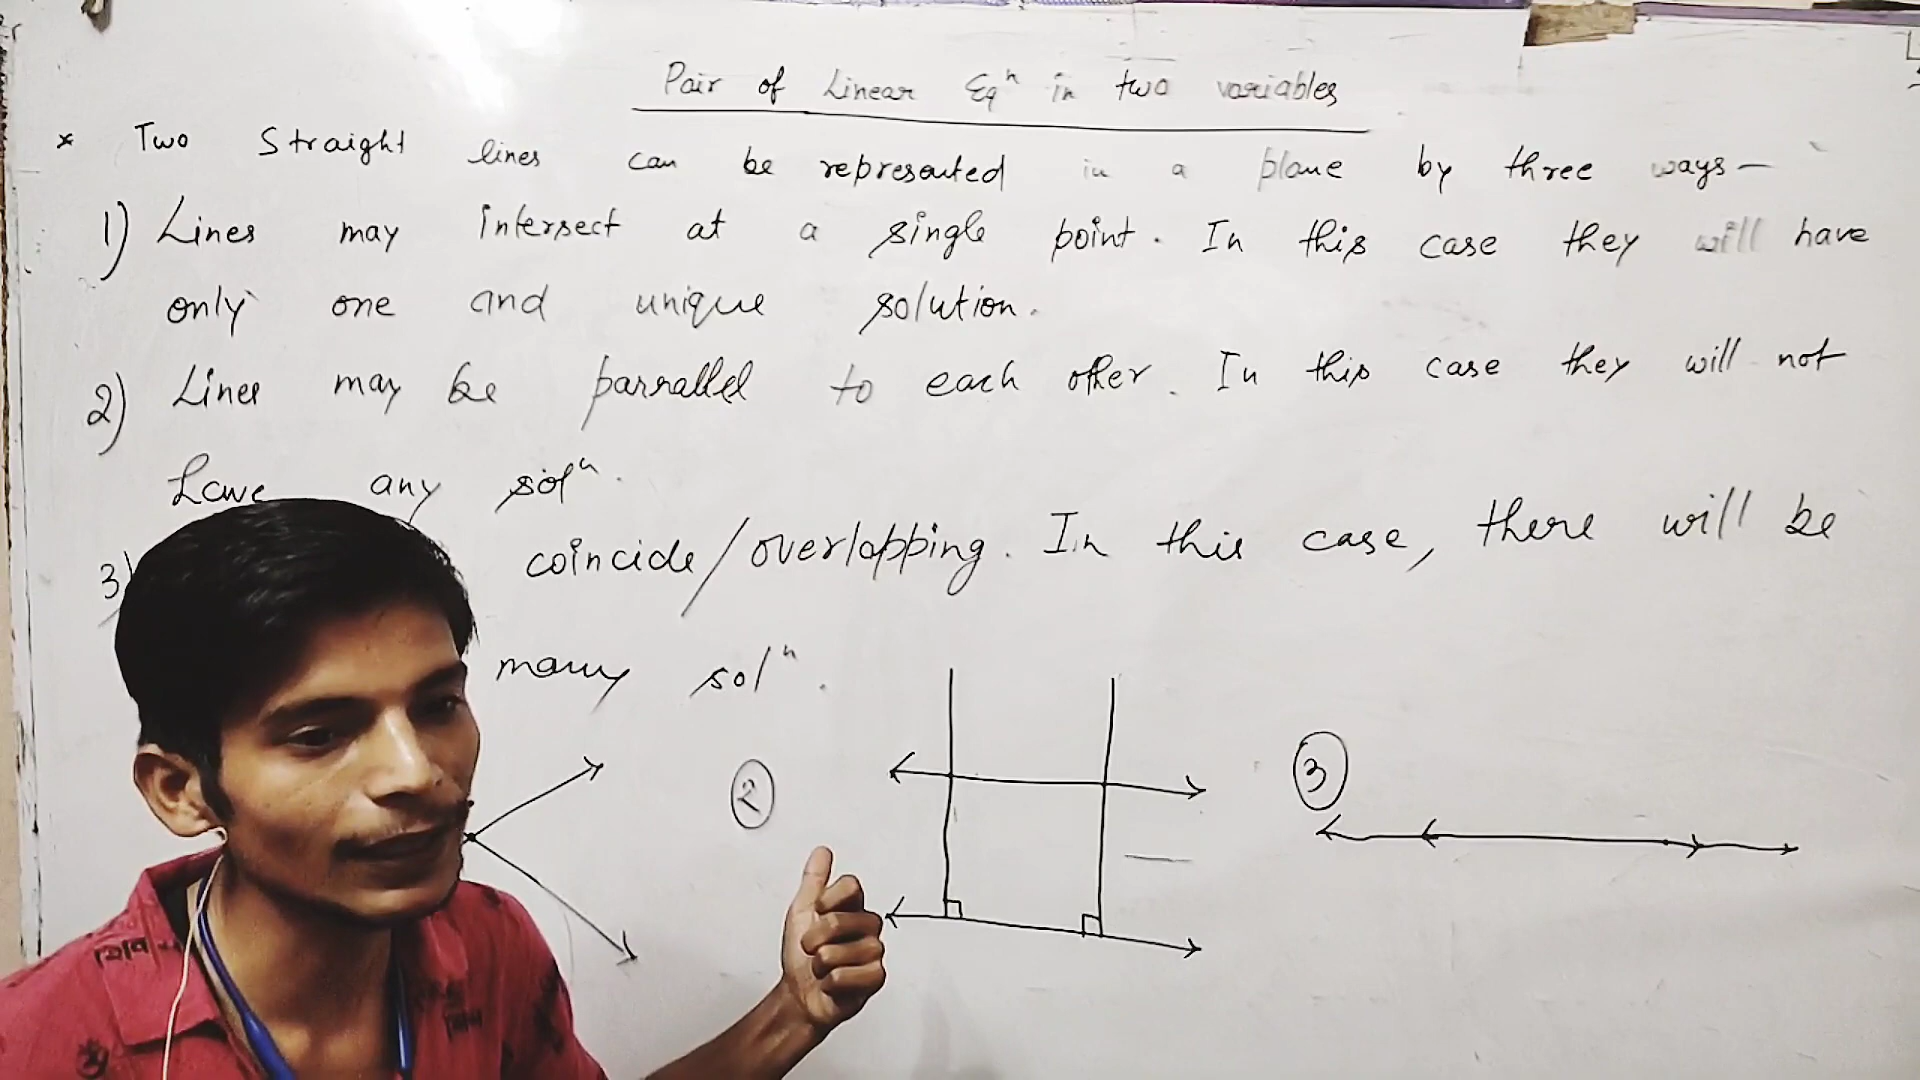 Pair of Linear Eqⁿ in two variables
* Two Straight lines can be represented in a plane by three ways —
1) Lines may intersect at a single point. In this case they will have
only one and unique solution.
2) Lines may be parrallel to each other. In this case they will not
have any solⁿ.
3) coincide/overlapping. In this case, there will be
many solⁿ.
2
3